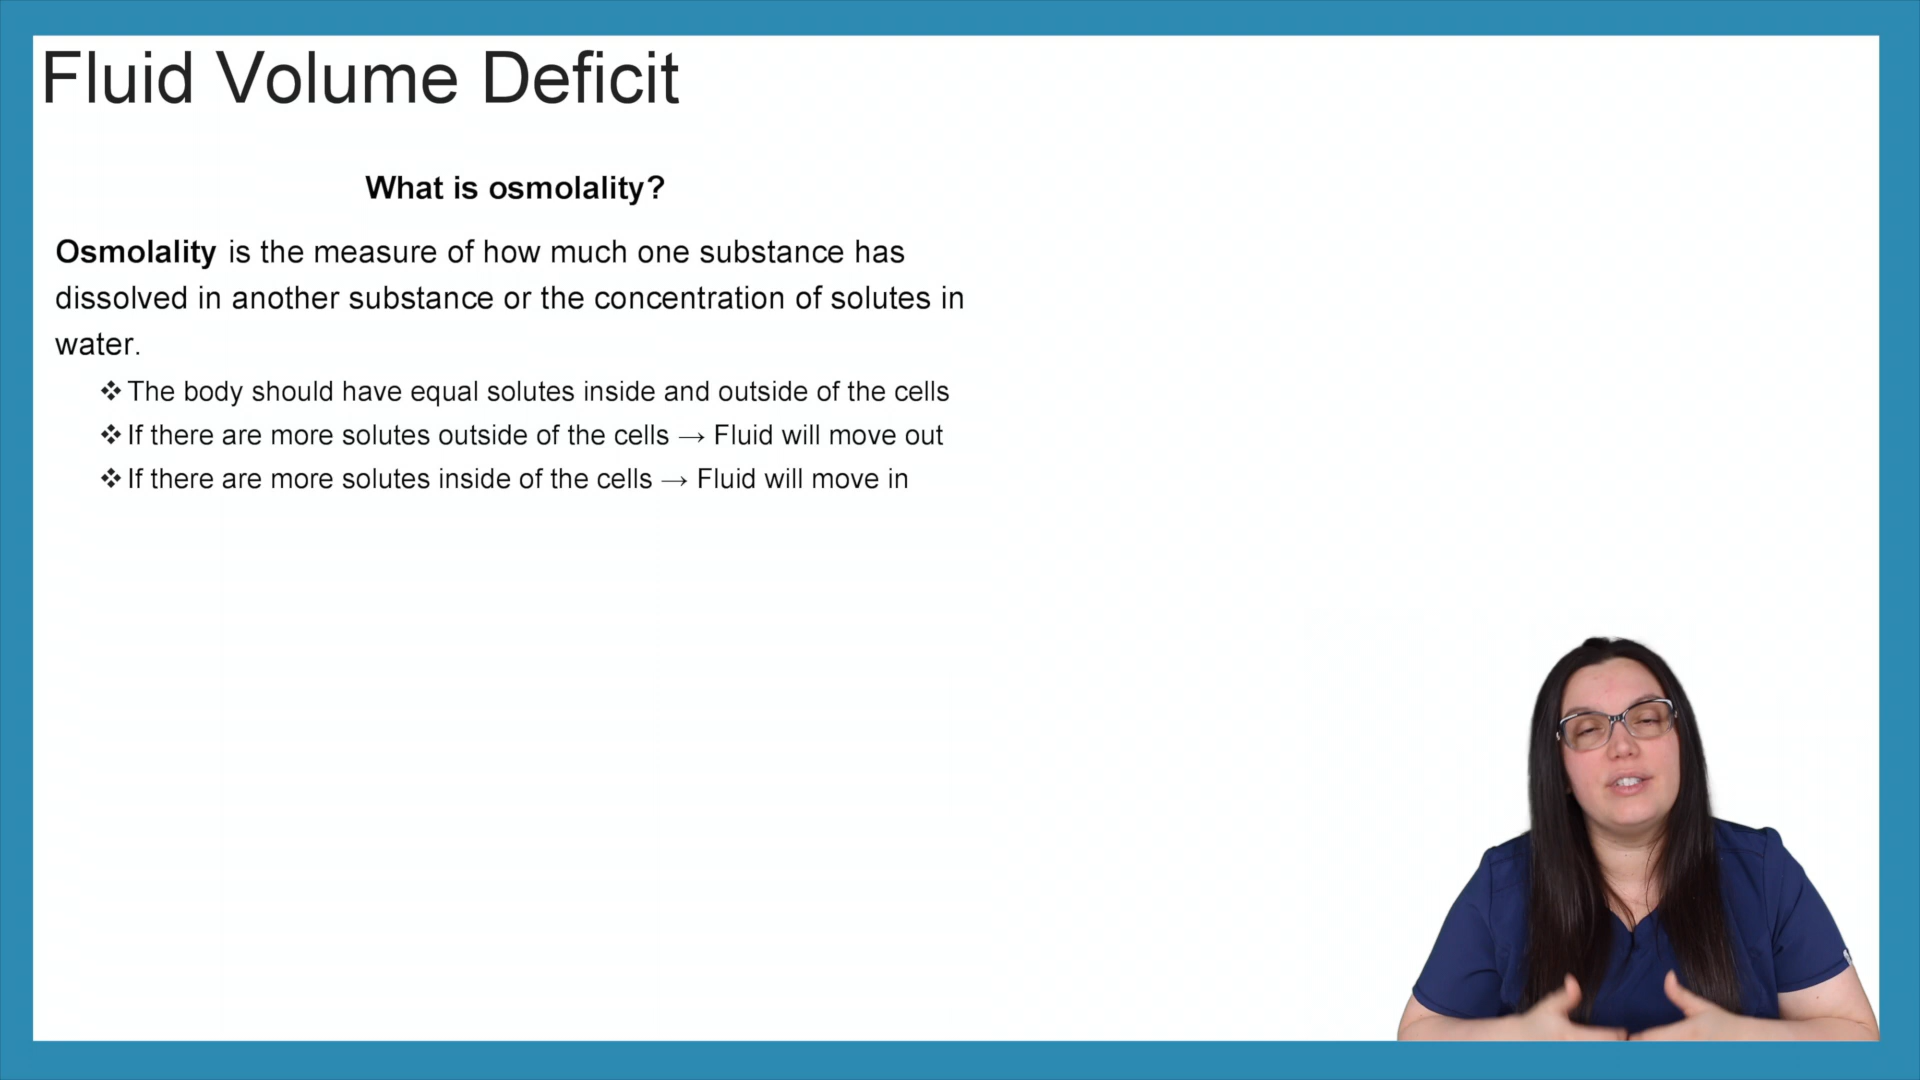 Fluid Volume Deficit
What is osmolality?
Osmolality is the measure of how much one substance has
dissolved in another substance or the concentration of solutes in
water.
❖ The body should have equal solutes inside and outside of the cells
❖ If there are more solutes outside of the cells → Fluid will move out
❖ If there are more solutes inside of the cells → Fluid will move in